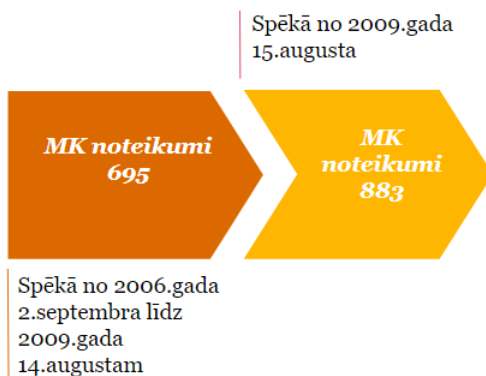 Spēkā no 2009.gada
15.augusta
MK noteikumi
695
MK
noteikumi
883
Spēkā no 2006.gada
2.septembra līdz
2009.gada
14.augustam